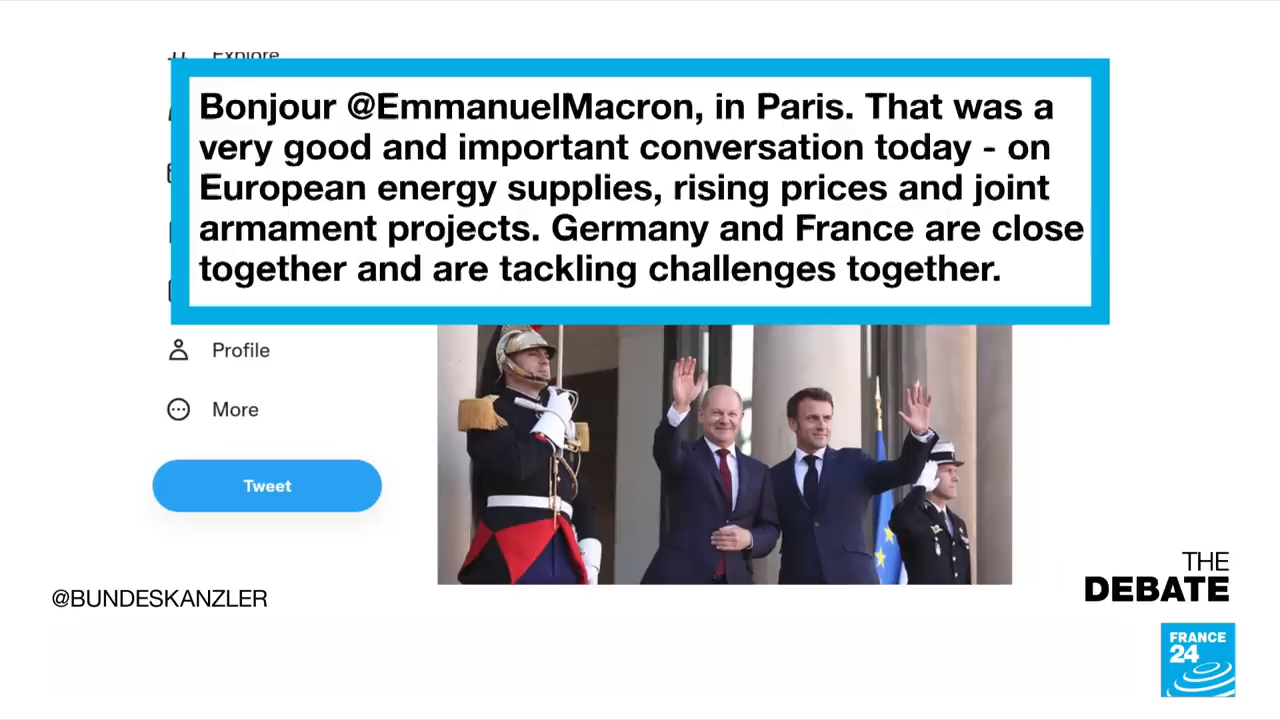 Explore
Bonjour @EmmanuelMacron, in Paris. That was a
very good and important conversation today - on
European energy supplies, rising prices and joint
armament projects. Germany and France are close
together and are tackling challenges together.
Profile
More
Tweet
@BUNDESKANZLER
THE
DEBATE
FRANCE
24